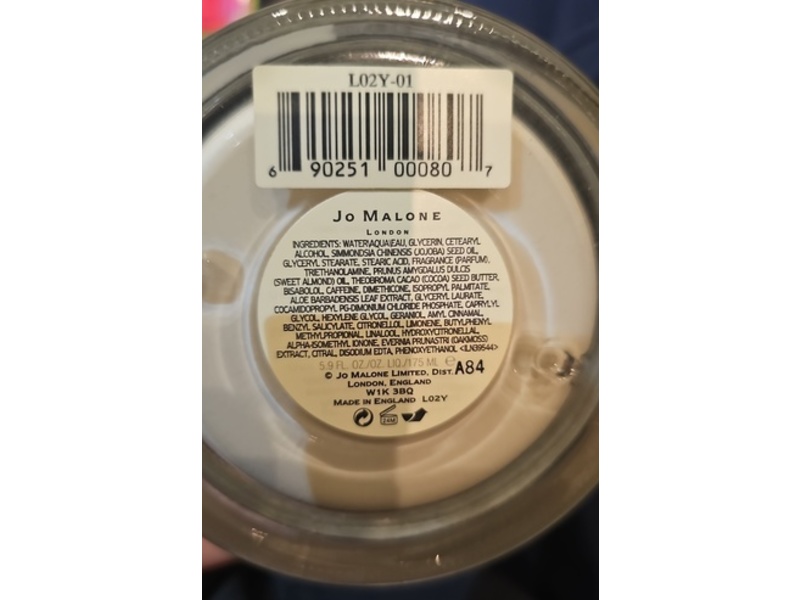 L02Y-01
6 90251 00080 7
JO MALONE
LONDON
INGREDIENTS: WATER\AQUA\EAU, GLYCERIN, CETEARYL
ALCOHOL, SIMMONDSIA CHINENSIS (JOJOBA) SEED OIL,
GLYCERYL STEARATE, STEARIC ACID, FRAGRANCE (PARFUM),
TRIETHANOLAMINE, PRUNUS AMYGDALUS DULCIS
(SWEET ALMOND) OIL, THEOBROMA CACAO (COCOA) SEED BUTTER,
BISABOLOL, CAFFEINE, DIMETHICONE, ISOPROPYL PALMITATE,
ALOE BARBADENSIS LEAF EXTRACT, GLYCERYL LAURATE,
COCAMIDOPROPYL PG-DIMONIUM CHLORIDE PHOSPHATE, CAPRYLYL
GLYCOL, HEXYLENE GLYCOL, GERANIOL, AMYL CINNAMAL,
BENZYL SALICYLATE, CITRONELLOL, LIMONENE, BUTYLPHENYL
METHYLPROPIONAL, LINALOOL, HYDROXYCITRONELLAL,
ALPHA-ISOMETHYL IONONE, EVERNIA PRUNASTRI (OAKMOSS)
EXTRACT, CITRAL, DISODIUM EDTA, PHENOXYETHANOL <ILN39544>
5.9 FL. OZ./OZ. LIQ./175 ML ℮
© JO MALONE LIMITED, DIST. A84
LONDON, ENGLAND
W1K 3BQ
MADE IN ENGLAND L02Y
24M